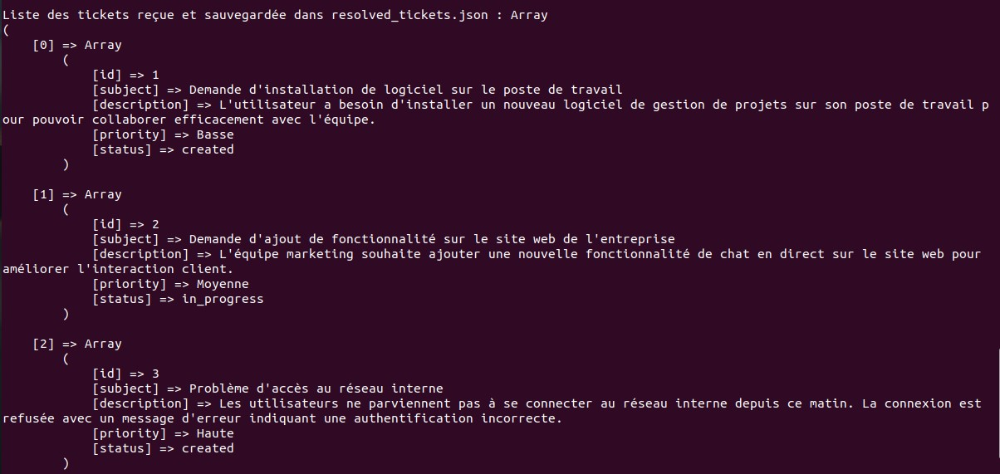 Liste des tickets reçue et sauvegardée dans resolved_tickets.json : Array
(
    [0] => Array
        (
            [id] => 1
            [subject] => Demande d'installation de logiciel sur le poste de travail
            [description] => L'utilisateur a besoin d'installer un nouveau logiciel de gestion de projets sur son poste de travail p
our pouvoir collaborer efficacement avec l'équipe.
            [priority] => Basse
            [status] => created
        )

    [1] => Array
        (
            [id] => 2
            [subject] => Demande d'ajout de fonctionnalité sur le site web de l'entreprise
            [description] => L'équipe marketing souhaite ajouter une nouvelle fonctionnalité de chat en direct sur le site web pour
améliorer l'interaction client.
            [priority] => Moyenne
            [status] => in_progress
        )

    [2] => Array
        (
            [id] => 3
            [subject] => Problème d'accès au réseau interne
            [description] => Les utilisateurs ne parviennent pas à se connecter au réseau interne depuis ce matin. La connexion est
refusée avec un message d'erreur indiquant une authentification incorrecte.
            [priority] => Haute
            [status] => created
        )